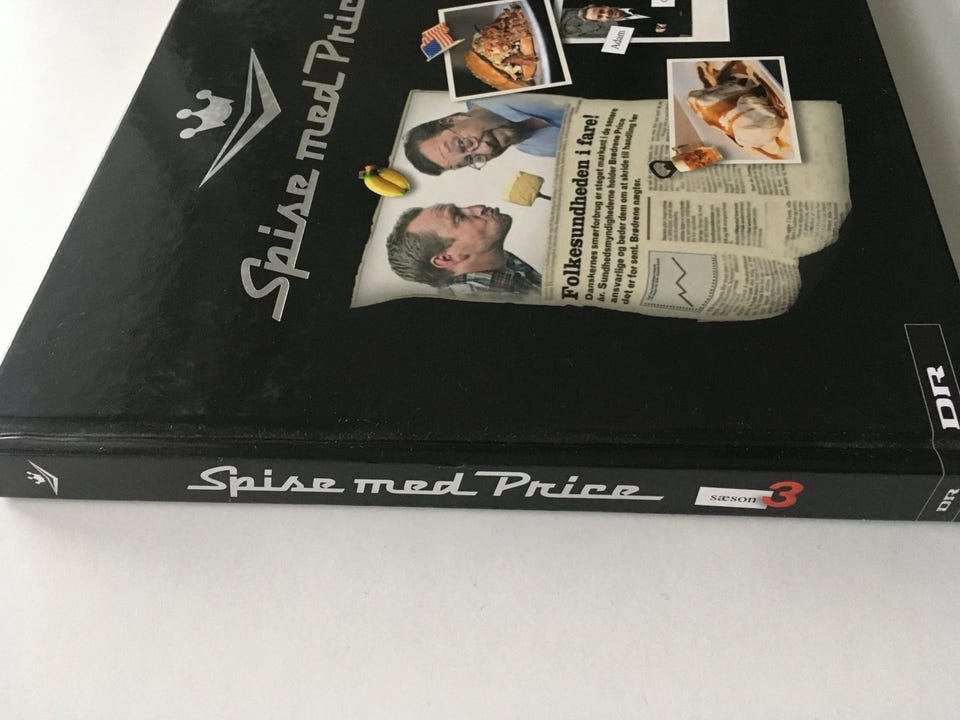 Spise med Pric
Adam
Folkesundheden i fare!
Danskernes smørforbrug er steget markant i de senere
år. Sundhedsmyndighederne holder Brødrene Price
ansvarlige og beder dem om at skride til handling før
det er for sent. Brødrene nægter.
DR
Spise med Price
sæson 3
DR